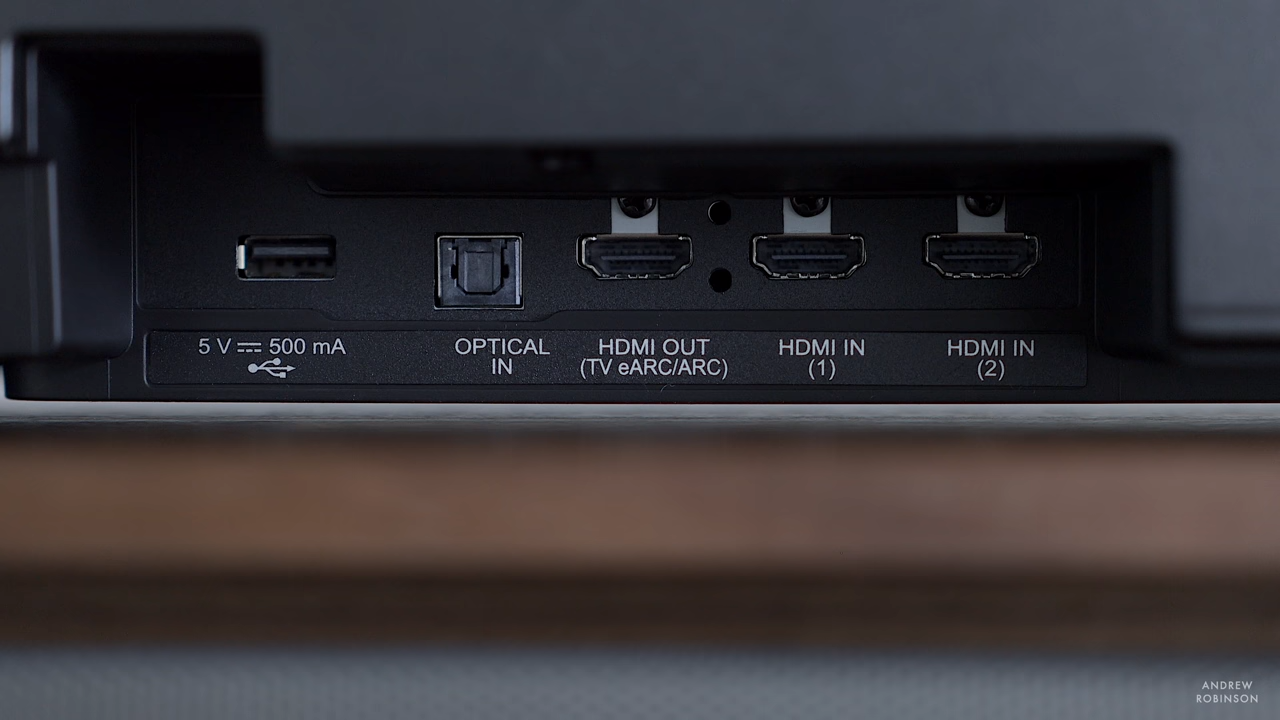 5 V ⎓ 500 mA
OPTICAL
IN
HDMI OUT
(TV eARC/ARC)
HDMI IN
(1)
HDMI IN
(2)
ANDREW
ROBINSON